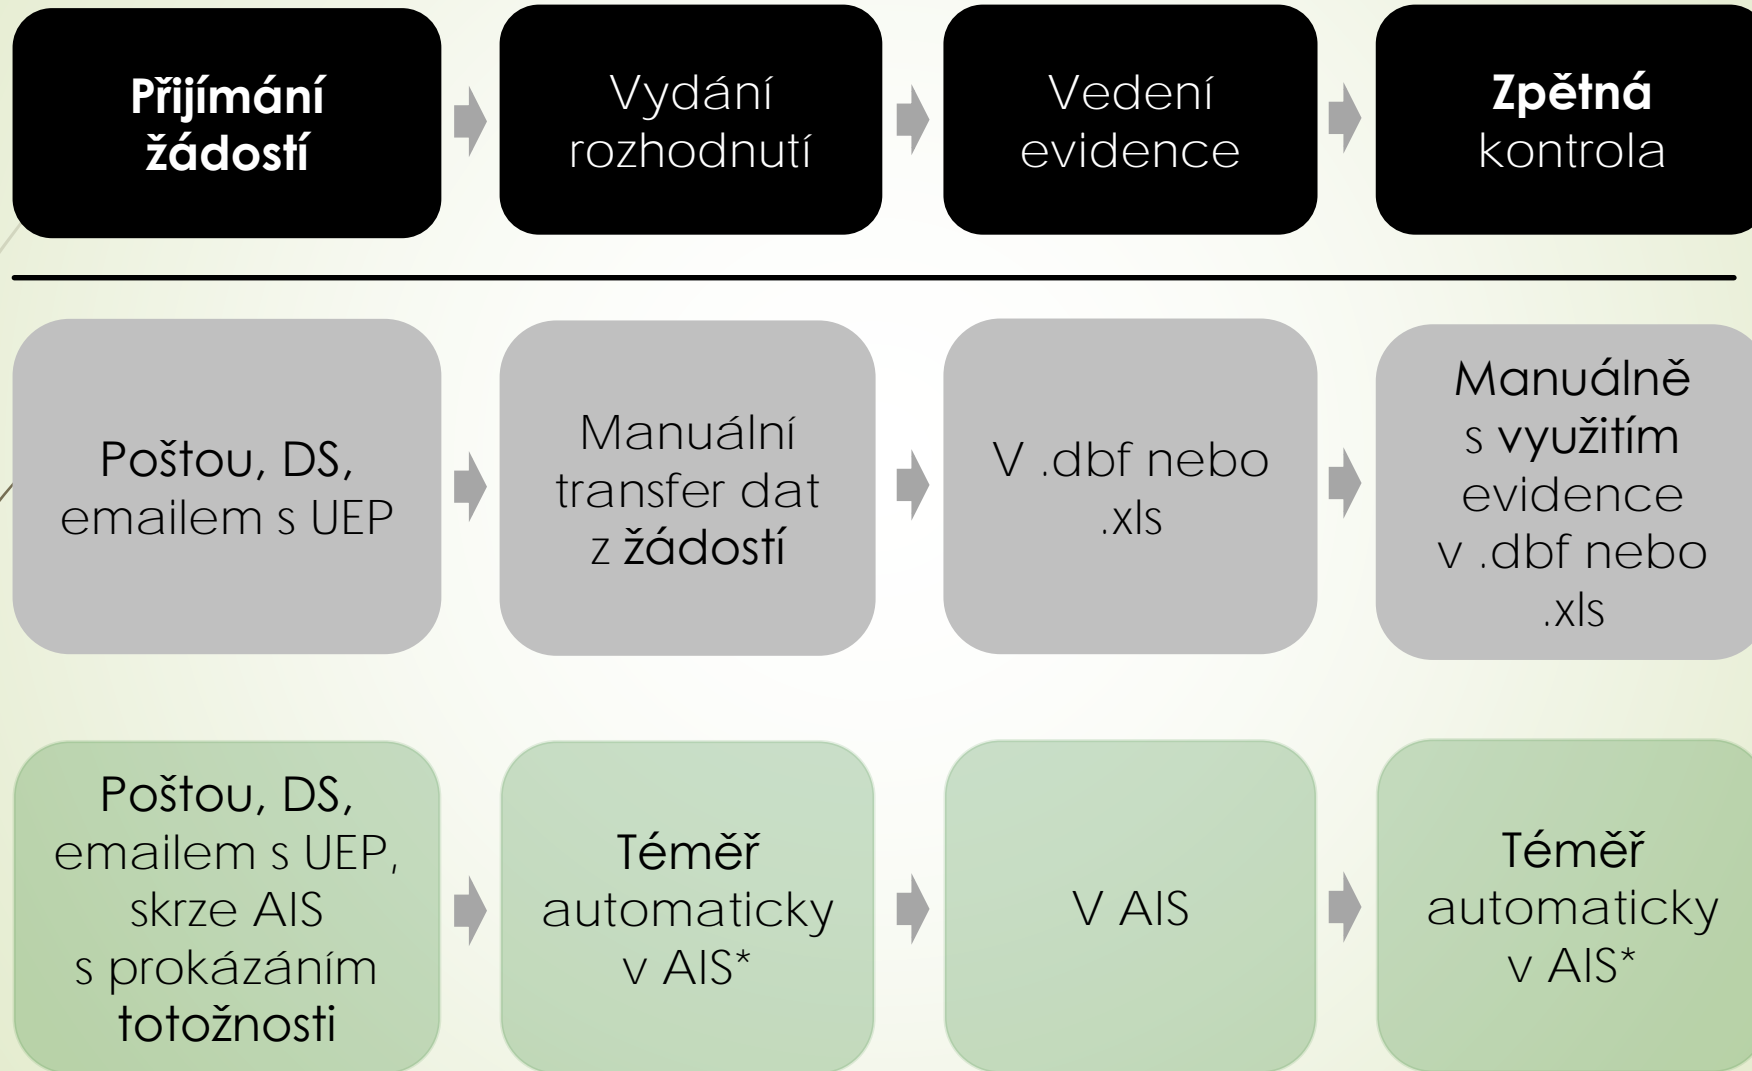 Přijímání
žádostí
Vydání
rozhodnutí
Vedení
evidence
Zpětná
kontrola
Poštou, DS,
emailem s UEP
Manuální
transfer dat
z žádostí
V .dbf nebo
.xls
Manuálně
s využitím
evidence
v .dbf nebo
.xls
Poštou, DS,
emailem s UEP,
skrze AIS
s prokázáním
totožnosti
Téměř
automaticky
v AIS*
V AIS
Téměř
automaticky
v AIS*